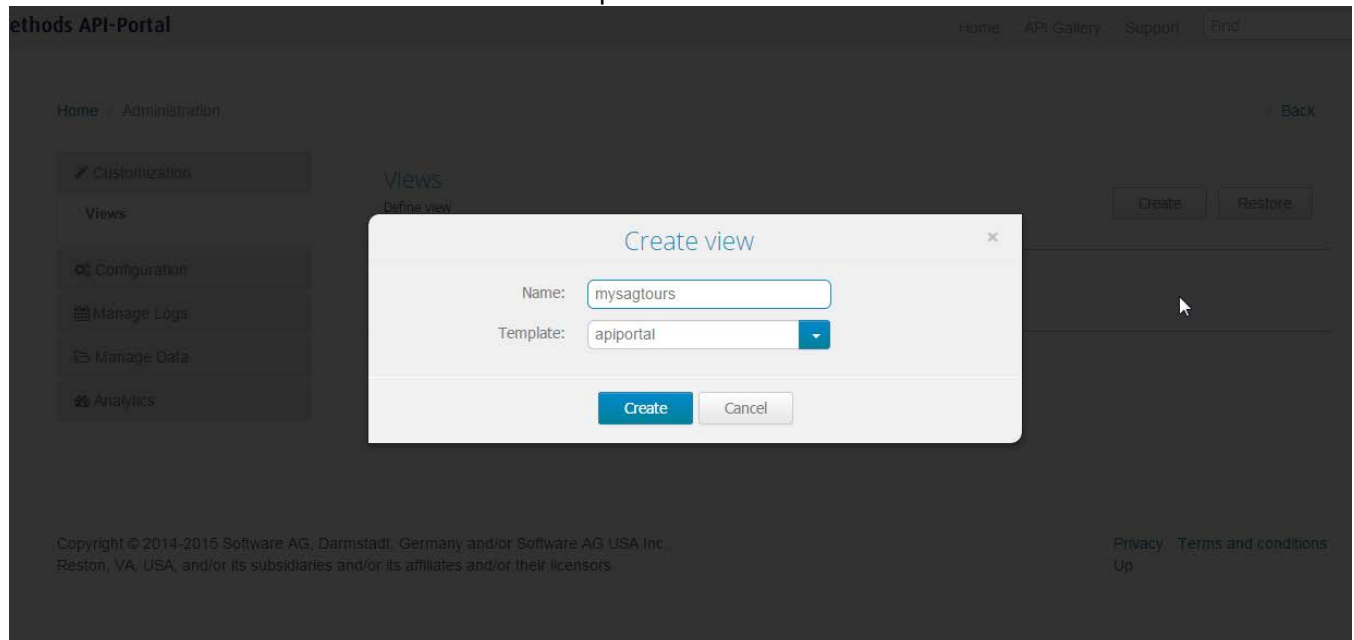 ethods API-Portal
Home API-Gallery Support Find
Home / Administration
/ Back
Customization
Views
Configuration
Manage Logs
Manage Data
Analytics
Views
Define view
Create Restore
Create view
×
Name: mysagtours
Template: apiportal
Create Cancel
Copyright © 2014-2015 Software AG, Darmstadt, Germany and/or Software AG USA Inc.,
Reston, VA, USA, and/or its subsidiaries and/or its affiliates and/or their licensors.
Privacy Terms and conditions
Up